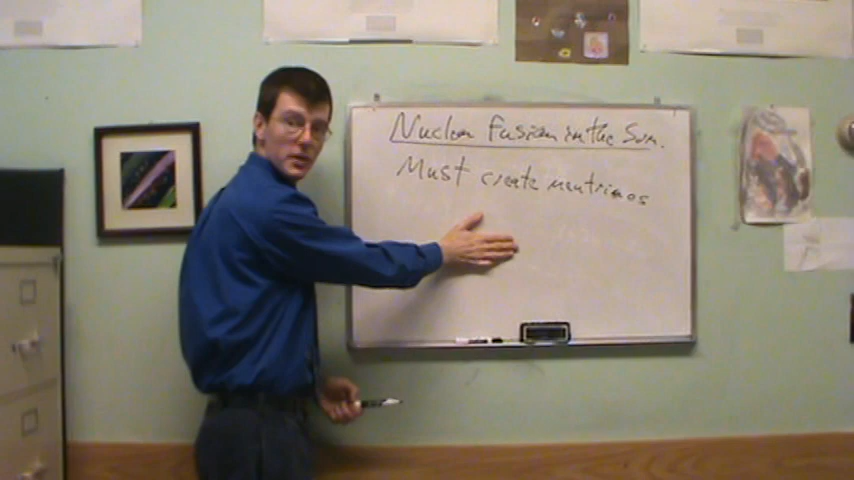 Nuclear Fusion in the Sun.
Must create neutrinos